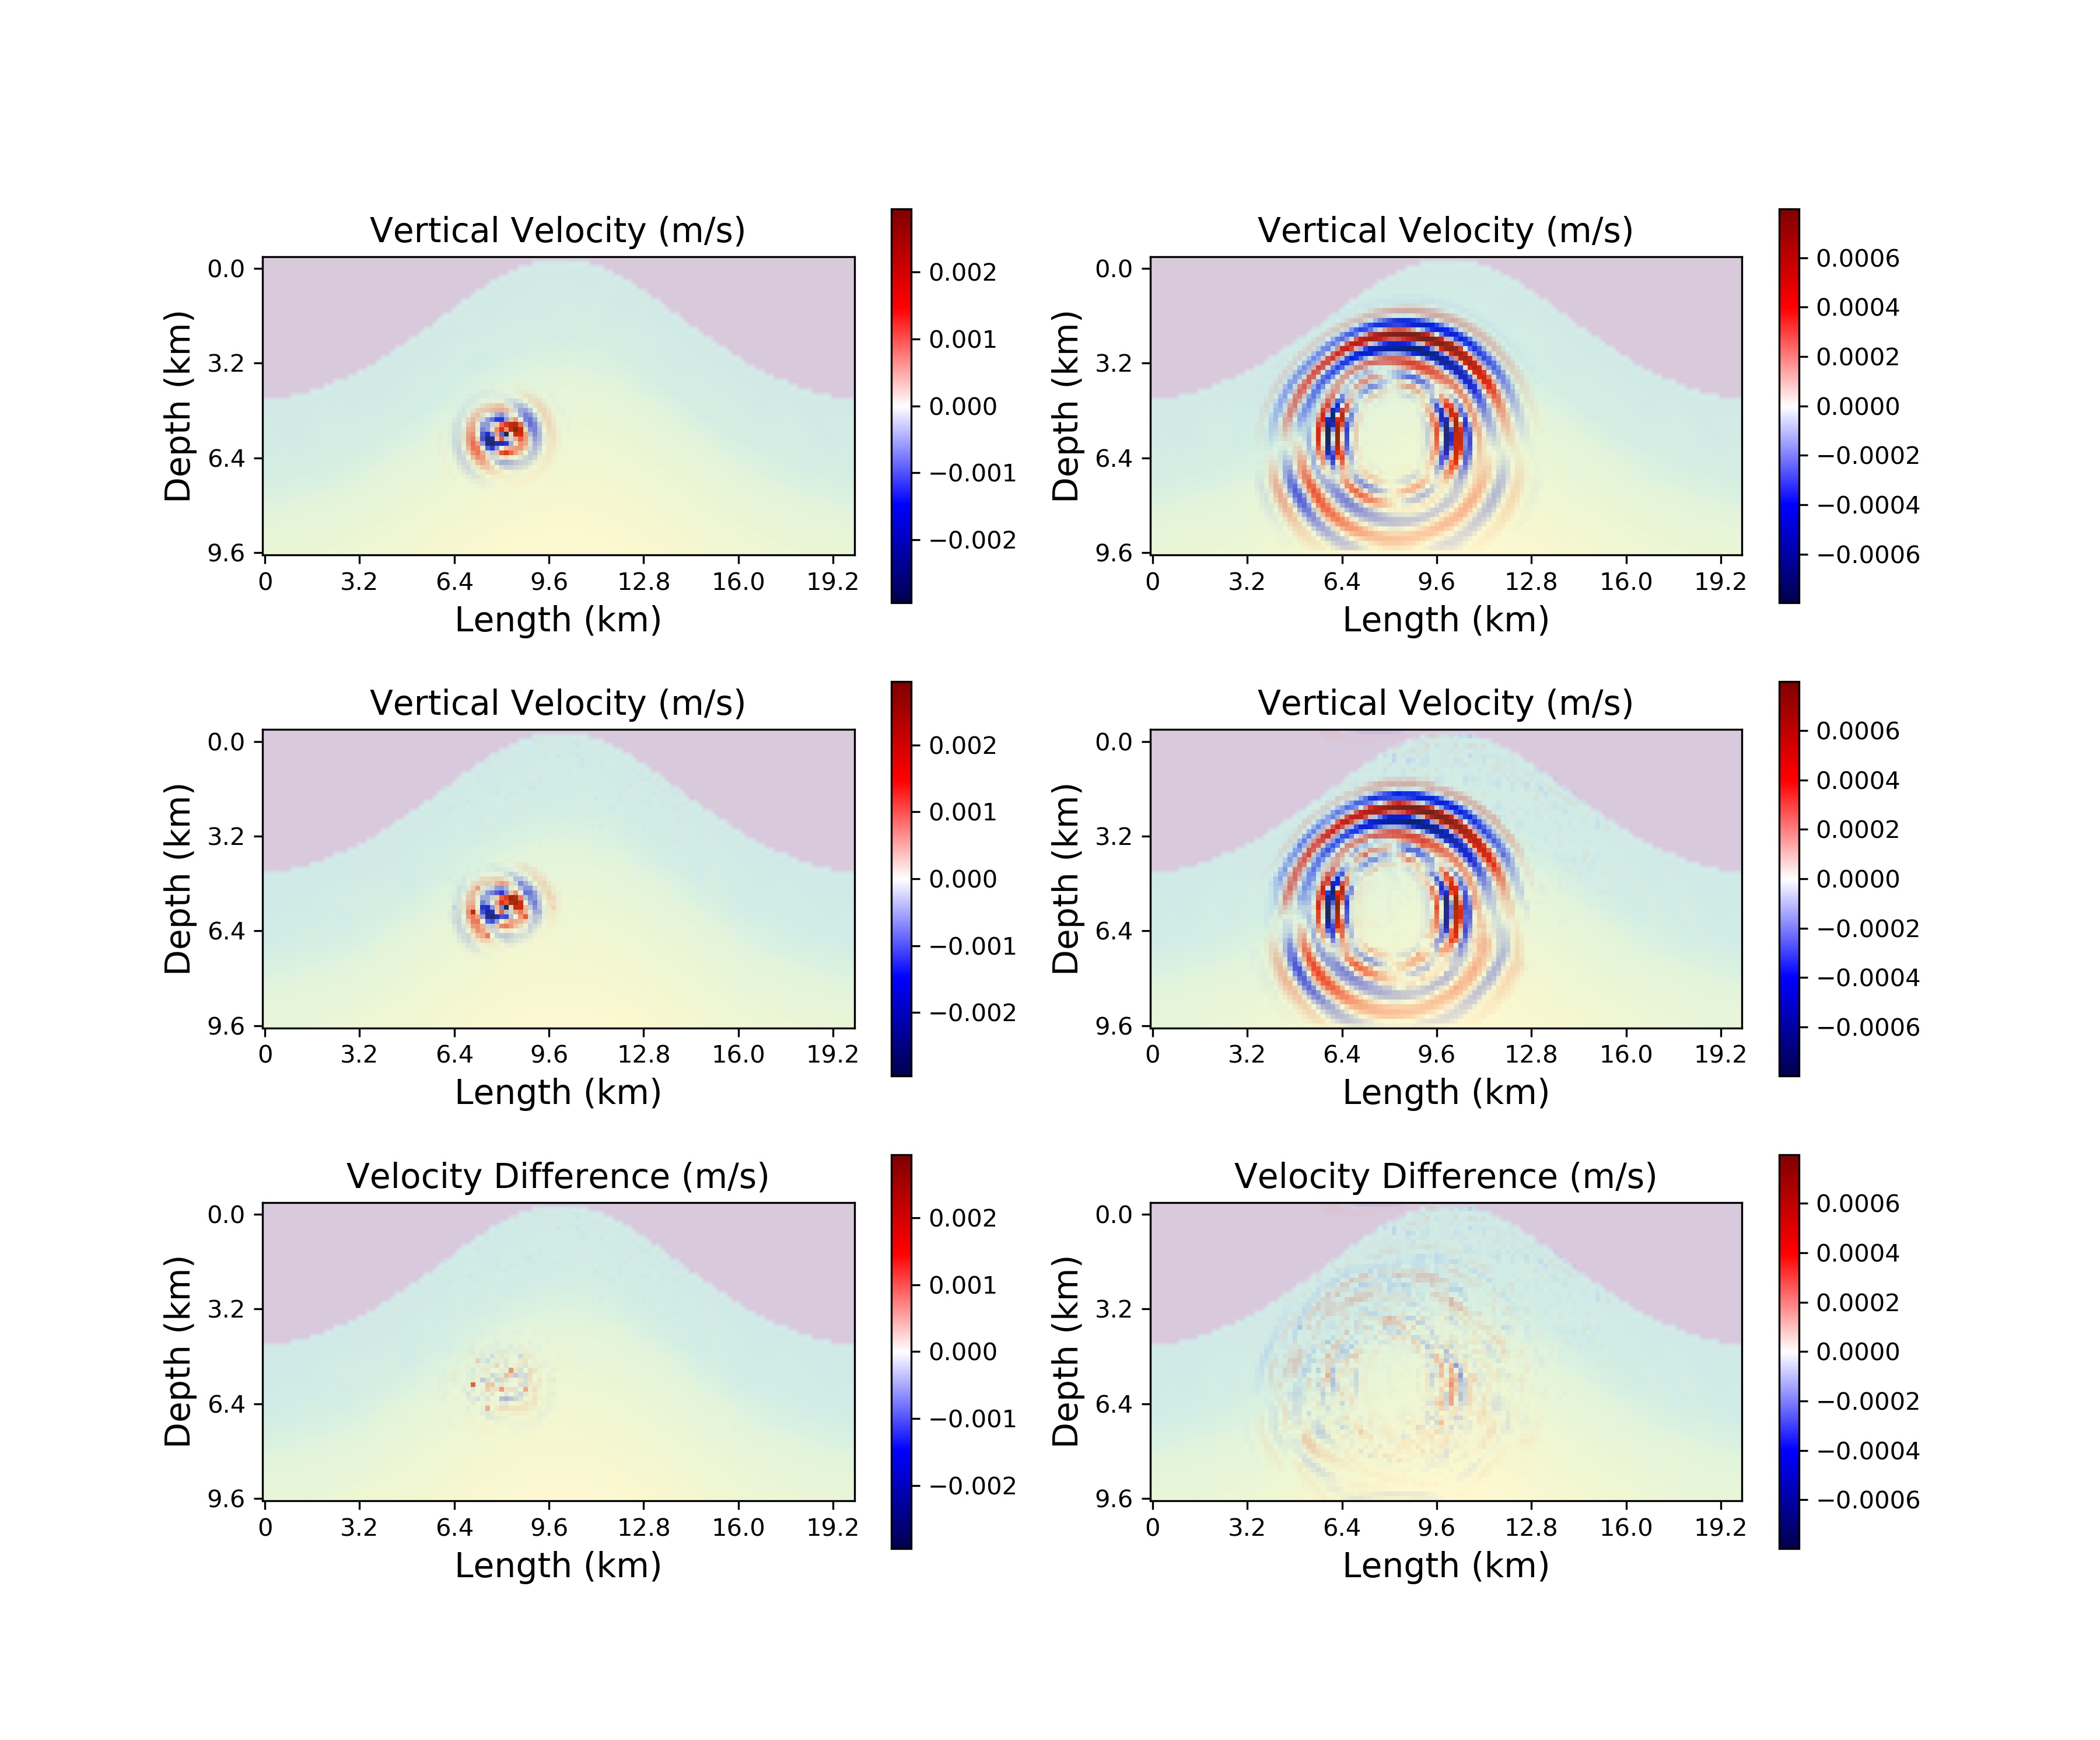 Vertical Velocity (m/s)
Depth (km)
0.0
3.2
6.4
9.6
0 3.2 6.4 9.6 12.8 16.0 19.2
Length (km)
0.002
0.001
0.000
−0.001
−0.002
Vertical Velocity (m/s)
Depth (km)
0.0
3.2
6.4
9.6
0 3.2 6.4 9.6 12.8 16.0 19.2
Length (km)
0.0006
0.0004
0.0002
0.0000
−0.0002
−0.0004
−0.0006
Vertical Velocity (m/s)
Depth (km)
0.0
3.2
6.4
9.6
0 3.2 6.4 9.6 12.8 16.0 19.2
Length (km)
0.002
0.001
0.000
−0.001
−0.002
Vertical Velocity (m/s)
Depth (km)
0.0
3.2
6.4
9.6
0 3.2 6.4 9.6 12.8 16.0 19.2
Length (km)
0.0006
0.0004
0.0002
0.0000
−0.0002
−0.0004
−0.0006
Velocity Difference (m/s)
Depth (km)
0.0
3.2
6.4
9.6
0 3.2 6.4 9.6 12.8 16.0 19.2
Length (km)
0.002
0.001
0.000
−0.001
−0.002
Velocity Difference (m/s)
Depth (km)
0.0
3.2
6.4
9.6
0 3.2 6.4 9.6 12.8 16.0 19.2
Length (km)
0.0006
0.0004
0.0002
0.0000
−0.0002
−0.0004
−0.0006